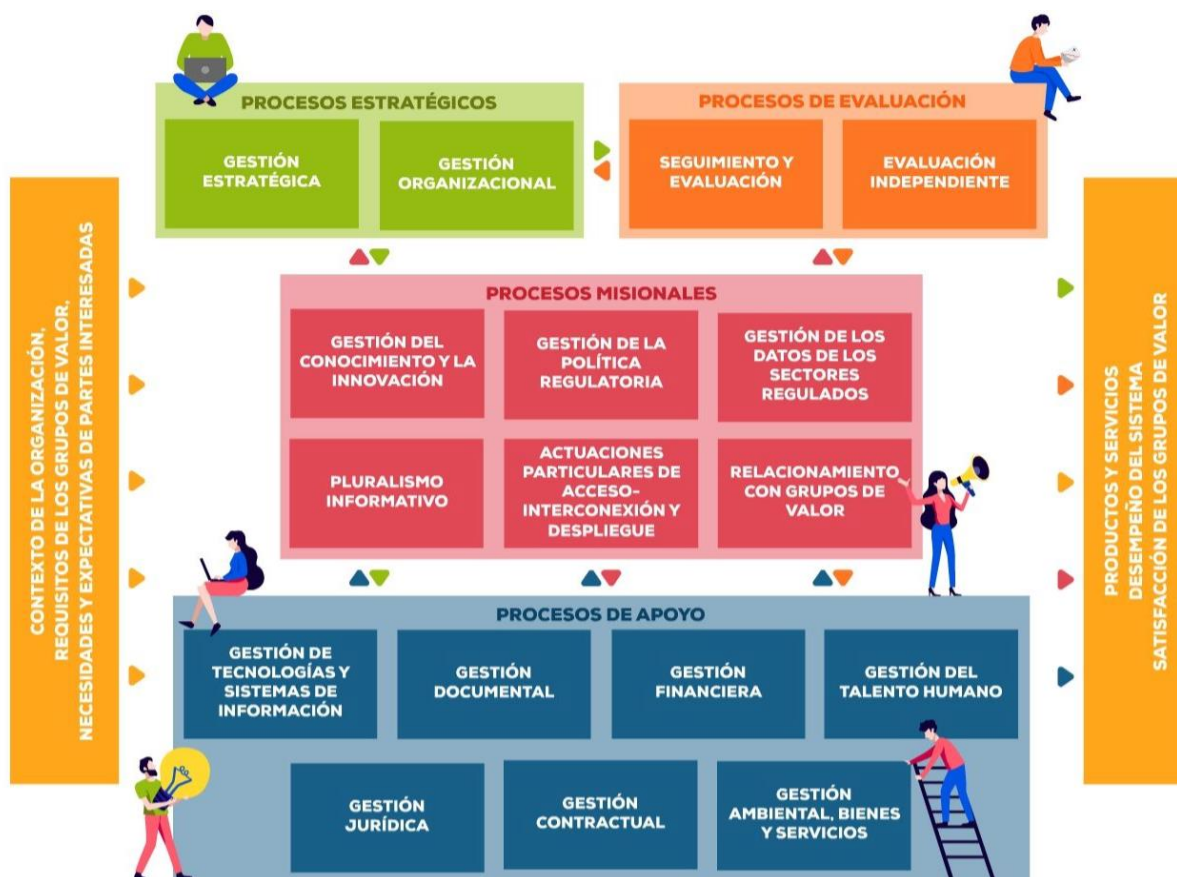 PROCESOS ESTRATÉGICOS
GESTIÓN
ESTRATÉGICA
GESTIÓN
ORGANIZACIONAL
PROCESOS DE EVALUACIÓN
SEGUIMIENTO Y
EVALUACIÓN
EVALUACIÓN
INDEPENDIENTE
CONTEXTO DE LA ORGANIZACIÓN,
REQUISITOS DE LOS GRUPOS DE VALOR,
NECESIDADES Y EXPECTATIVAS DE PARTES INTERESADAS
PROCESOS MISIONALES
GESTIÓN DEL
CONOCIMIENTO Y LA
INNOVACIÓN
GESTIÓN DE LA
POLÍTICA
REGULATORIA
GESTIÓN DE LOS
DATOS DE LOS
SECTORES
REGULADOS
PLURALISMO
INFORMATIVO
ACTUACIONES
PARTICULARES DE
ACCESO-
INTERCONEXIÓN Y
DESPLIEGUE
RELACIONAMIENTO
CON GRUPOS DE
VALOR
PROCESOS DE APOYO
GESTIÓN DE
TECNOLOGÍAS Y
SISTEMAS DE
INFORMACIÓN
GESTIÓN
DOCUMENTAL
GESTIÓN
FINANCIERA
GESTIÓN DEL
TALENTO HUMANO
GESTIÓN
JURÍDICA
GESTIÓN
CONTRACTUAL
GESTIÓN
AMBIENTAL, BIENES
Y SERVICIOS
PRODUCTOS Y SERVICIOS
DESEMPEÑO DEL SISTEMA
SATISFACCIÓN DE LOS GRUPOS DE VALOR